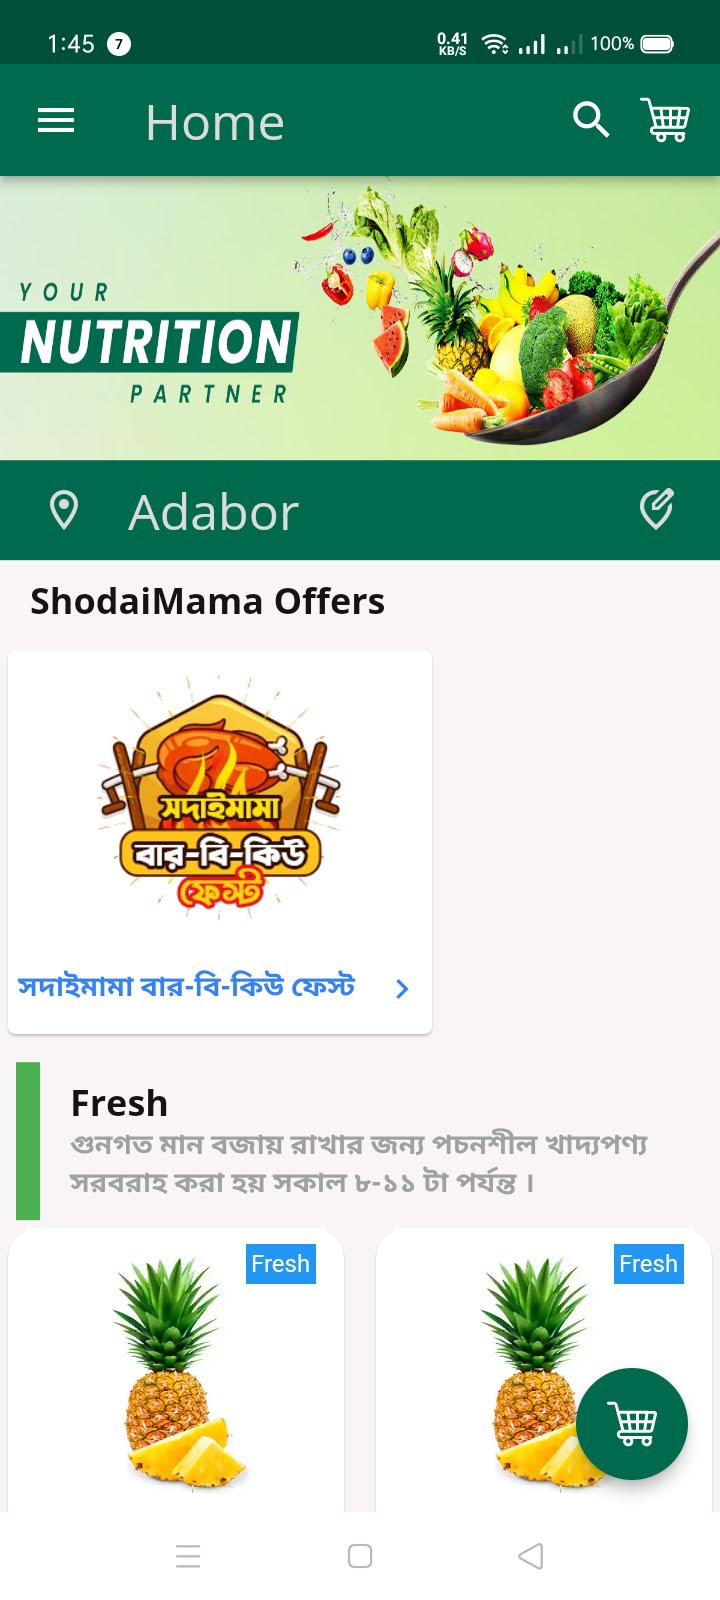 1:45 7 0.41 KB/S 100%
Home
YOUR
NUTRITION
PARTNER
Adabor
ShodaiMama Offers
সদাইমামা
বার-বি-কিউ
ফেস্ট
সদাইমামা বার-বি-কিউ ফেস্ট
Fresh
গুনগত মান বজায় রাখার জন্য পচনশীল খাদ্যপণ্য
সরবরাহ করা হয় সকাল ৮-১১ টা পর্যন্ত ।
Fresh
Fresh